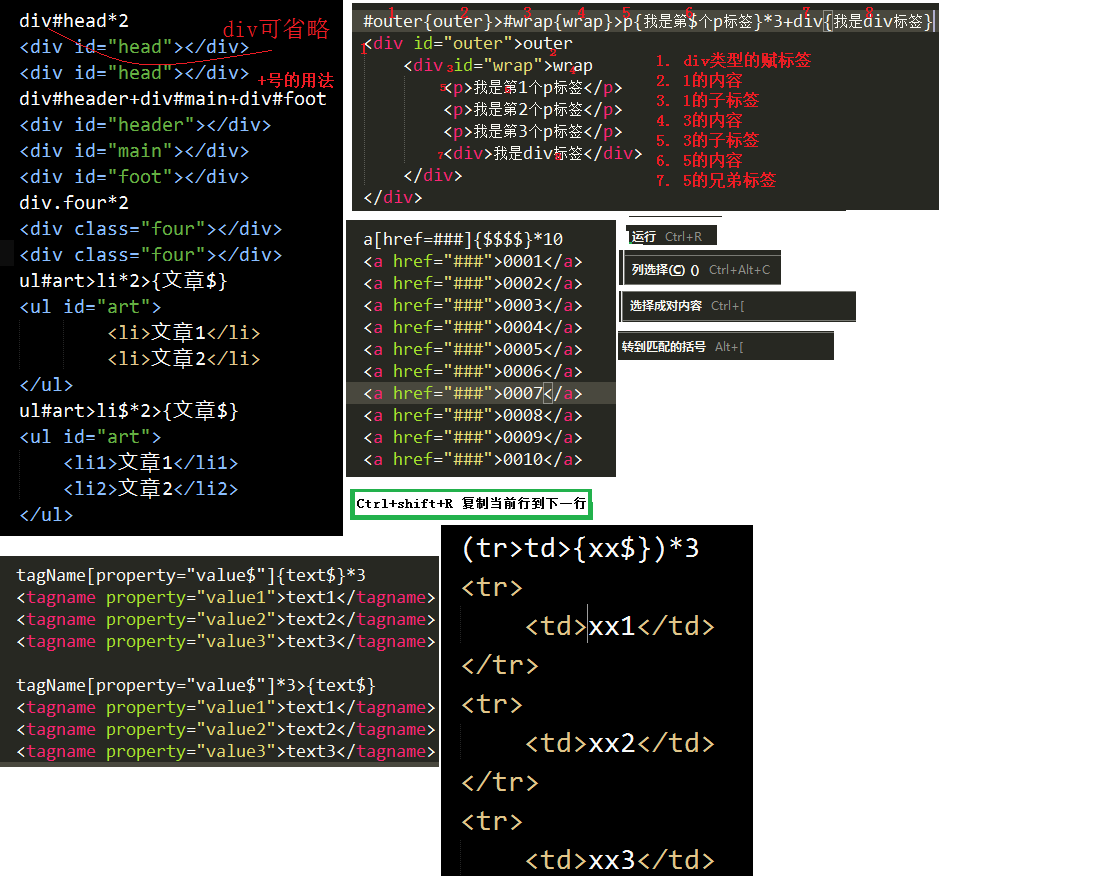 div#head*2
div可省略
<div id="head"></div>
<div id="head"></div>
+号的用法
div#header+div#main+div#foot
<div id="header"></div>
<div id="main"></div>
<div id="foot"></div>
div.four*2
<div class="four"></div>
<div class="four"></div>
ul#art>li*2>{文章$}
<ul id="art">
<li>文章1</li>
<li>文章2</li>
</ul>
ul#art>li$*2>{文章$}
<ul id="art">
<li1>文章1</li1>
<li2>文章2</li2>
</ul>
#outer{outer}>#wrap{wrap}>p{我是第$个p标签}*3+div{我是div标签}
<div id="outer">outer
<div id="wrap">wrap
<p>我是第1个p标签</p>
<p>我是第2个p标签</p>
<p>我是第3个p标签</p>
<div>我是div标签</div>
</div>
</div>
1. div类型的赋标签
2. 1的内容
3. 1的子标签
4. 3的内容
5. 3的子标签
6. 5的内容
7. 5的兄弟标签
a[href=###]{$$$$}*10
<a href="###">0001</a>
<a href="###">0002</a>
<a href="###">0003</a>
<a href="###">0004</a>
<a href="###">0005</a>
<a href="###">0006</a>
<a href="###">0007</a>
<a href="###">0008</a>
<a href="###">0009</a>
<a href="###">0010</a>
运行 Ctrl+R
列选择(C) () Ctrl+Alt+C
选择成对内容 Ctrl+[
转到匹配的括号 Alt+[
Ctrl+shift+R 复制当前行到下一行
tagName[property="value$"]{text$}*3
<tagname property="value1">text1</tagname>
<tagname property="value2">text2</tagname>
<tagname property="value3">text3</tagname>
tagName[property="value$"]*3>{text$}
<tagname property="value1">text1</tagname>
<tagname property="value2">text2</tagname>
<tagname property="value3">text3</tagname>
(tr>td>{xx$})*3
<tr>
<td>xx1</td>
</tr>
<tr>
<td>xx2</td>
</tr>
<tr>
<td>xx3</td>